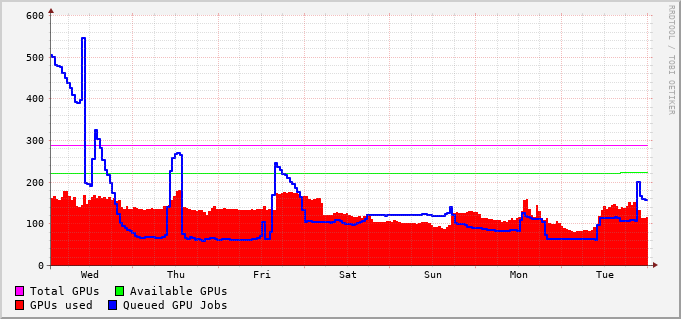 600
500
400
300
200
100
0
Wed Thu Fri Sat Sun Mon Tue
Total GPUs Available GPUs
GPUs used Queued GPU Jobs
RRDTOOL / TOBI OETIKER